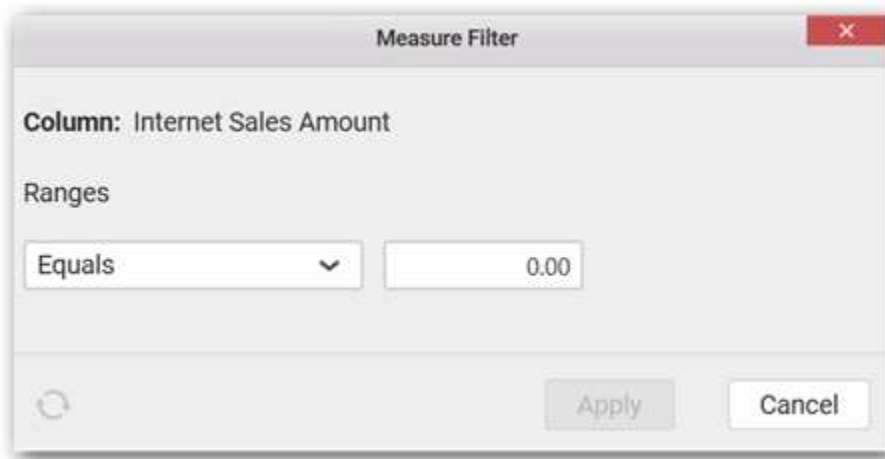 Measure Filter
Column: Internet Sales Amount
Ranges
Equals 0.00
Apply Cancel